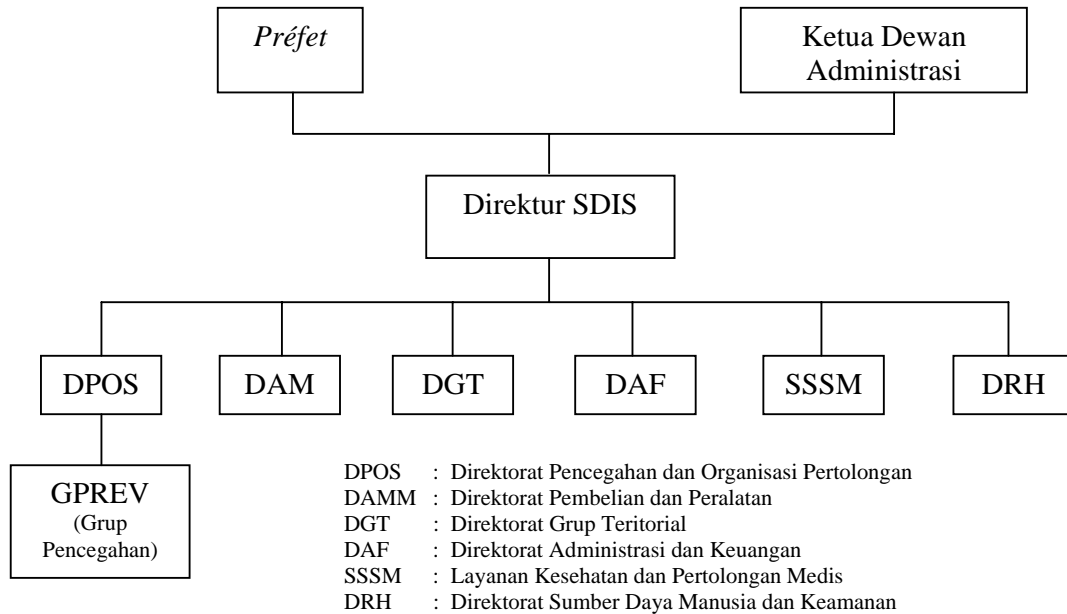 Préfet
Ketua Dewan
Administrasi
Direktur SDIS
DPOS
DAM
DGT
DAF
SSSM
DRH
GPREV
(Grup
Pencegahan)
DPOS : Direktorat Pencegahan dan Organisasi Pertolongan
DAMM : Direktorat Pembelian dan Peralatan
DGT : Direktorat Grup Teritorial
DAF : Direktorat Administrasi dan Keuangan
SSSM : Layanan Kesehatan dan Pertolongan Medis
DRH : Direktorat Sumber Daya Manusia dan Keamanan